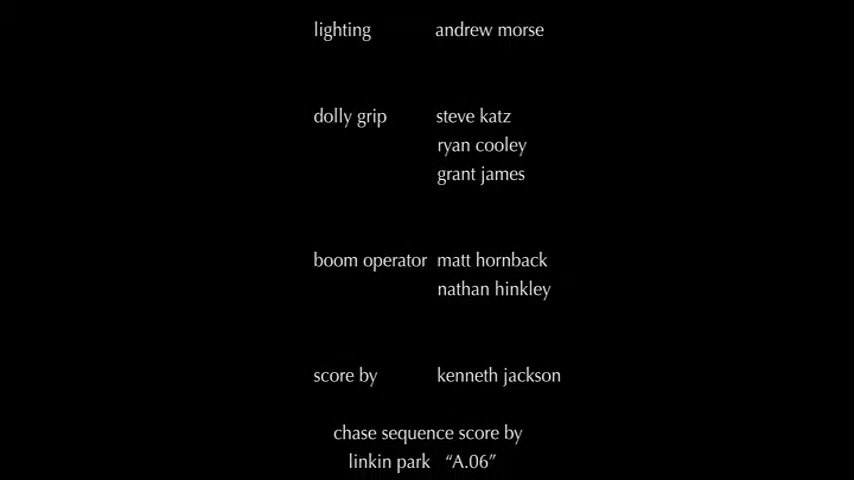 lighting andrew morse
dolly grip steve katz
ryan cooley
grant james
boom operator matt hornback
nathan hinkley
score by kenneth jackson
chase sequence score by
linkin park “A.06”